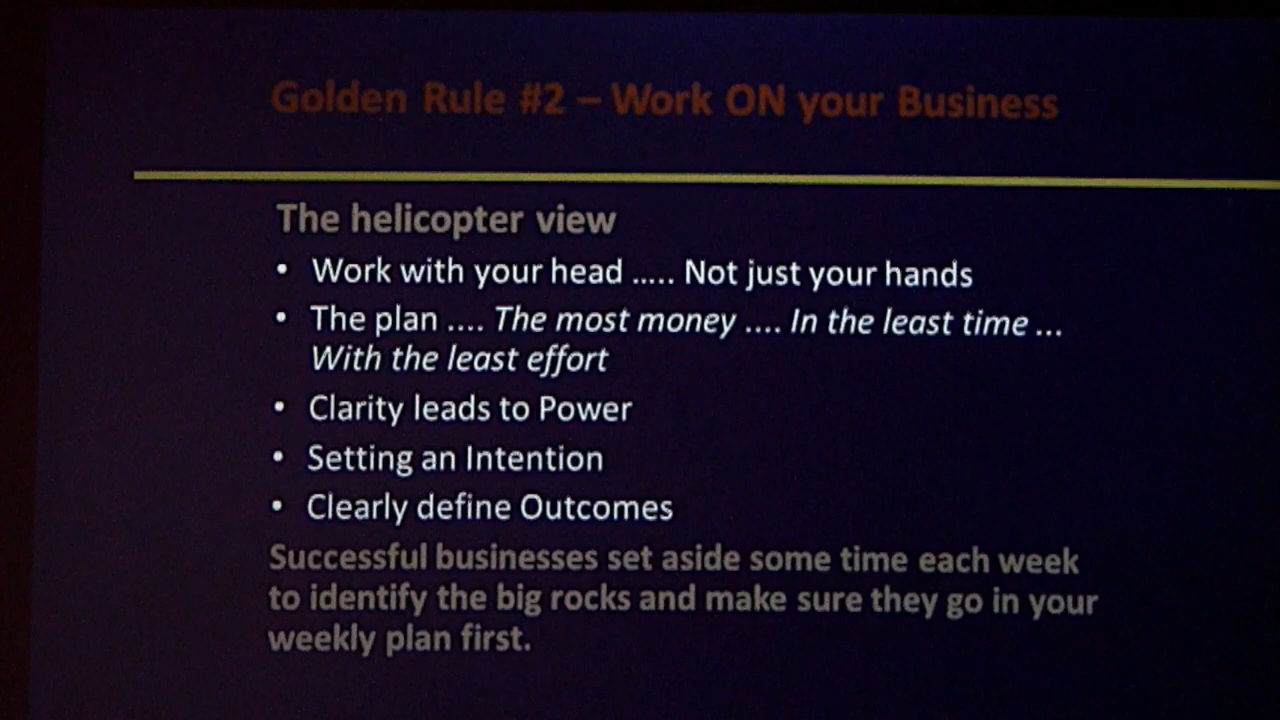 Golden Rule #2 – Work ON your Business
The helicopter view
• Work with your head ..... Not just your hands
• The plan .... The most money .... In the least time ...
With the least effort
• Clarity leads to Power
• Setting an Intention
• Clearly define Outcomes
Successful businesses set aside some time each week
to identify the big rocks and make sure they go in your
weekly plan first.